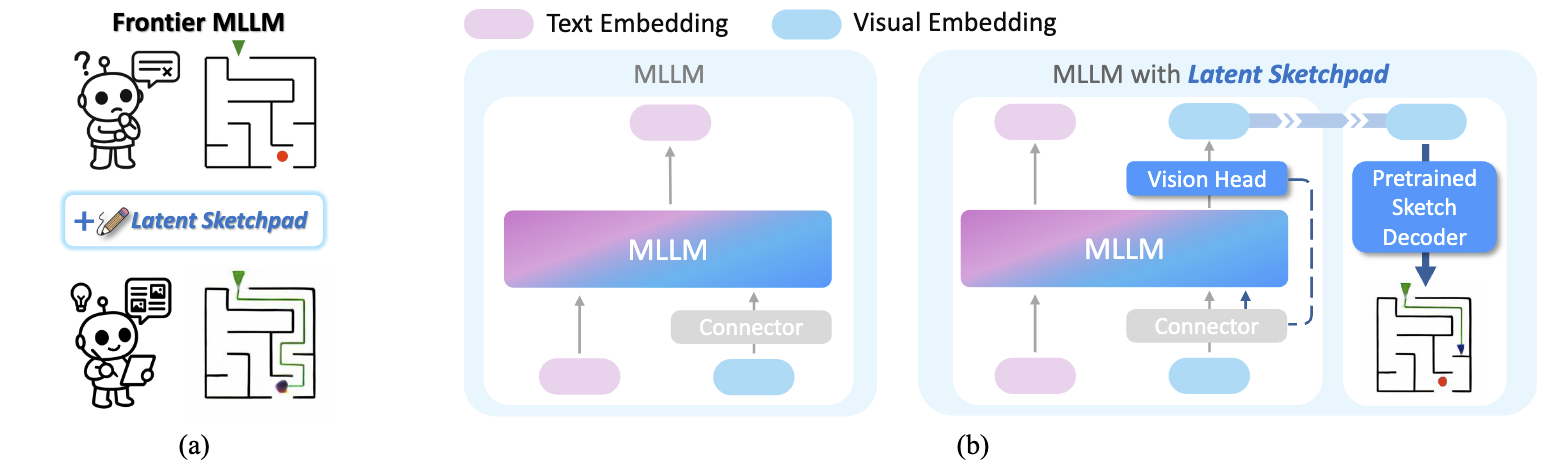 Frontier MLLM
?
+ Latent Sketchpad
(a)
Text Embedding
Visual Embedding
MLLM
MLLM
Connector
MLLM with Latent Sketchpad
Vision Head
MLLM
Connector
Pretrained
Sketch
Decoder
(b)